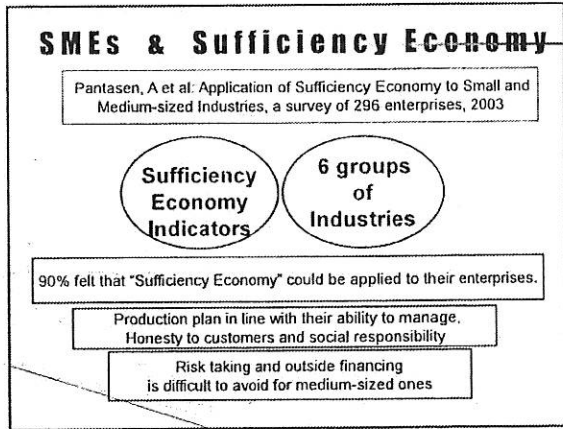 SMEs & Sufficiency Economy
Pantasen, A et al: Application of Sufficiency Economy to Small and
Medium-sized Industries, a survey of 296 enterprises, 2003
Sufficiency
Economy
Indicators
6 groups
of
Industries
90% felt that "Sufficiency Economy" could be applied to their enterprises.
Production plan in line with their ability to manage,
Honesty to customers and social responsibility
Risk taking and outside financing
is difficult to avoid for medium-sized ones